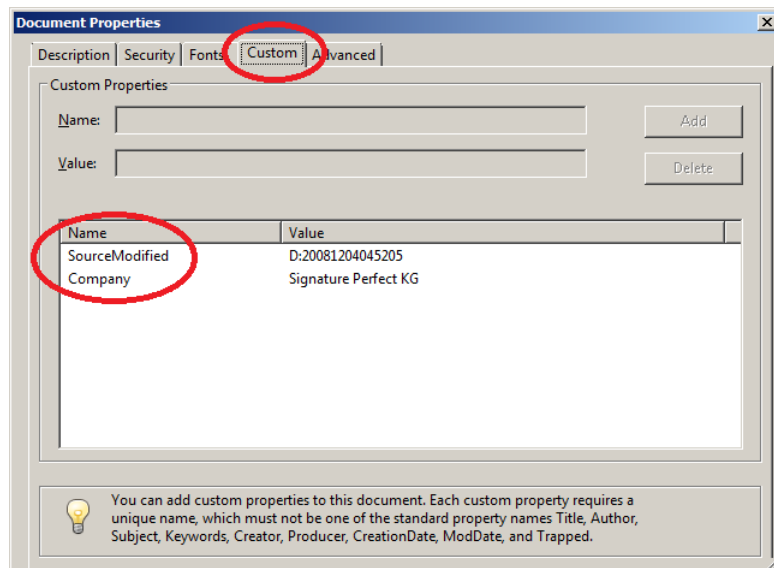 Document Properties
Description Security Fonts Custom Advanced
Custom Properties
Name: Add
Value: Delete
Name Value
SourceModified D:20081204045205
Company Signature Perfect KG
You can add custom properties to this document. Each custom property requires a
unique name, which must not be one of the standard property names Title, Author,
Subject, Keywords, Creator, Producer, CreationDate, ModDate, and Trapped.